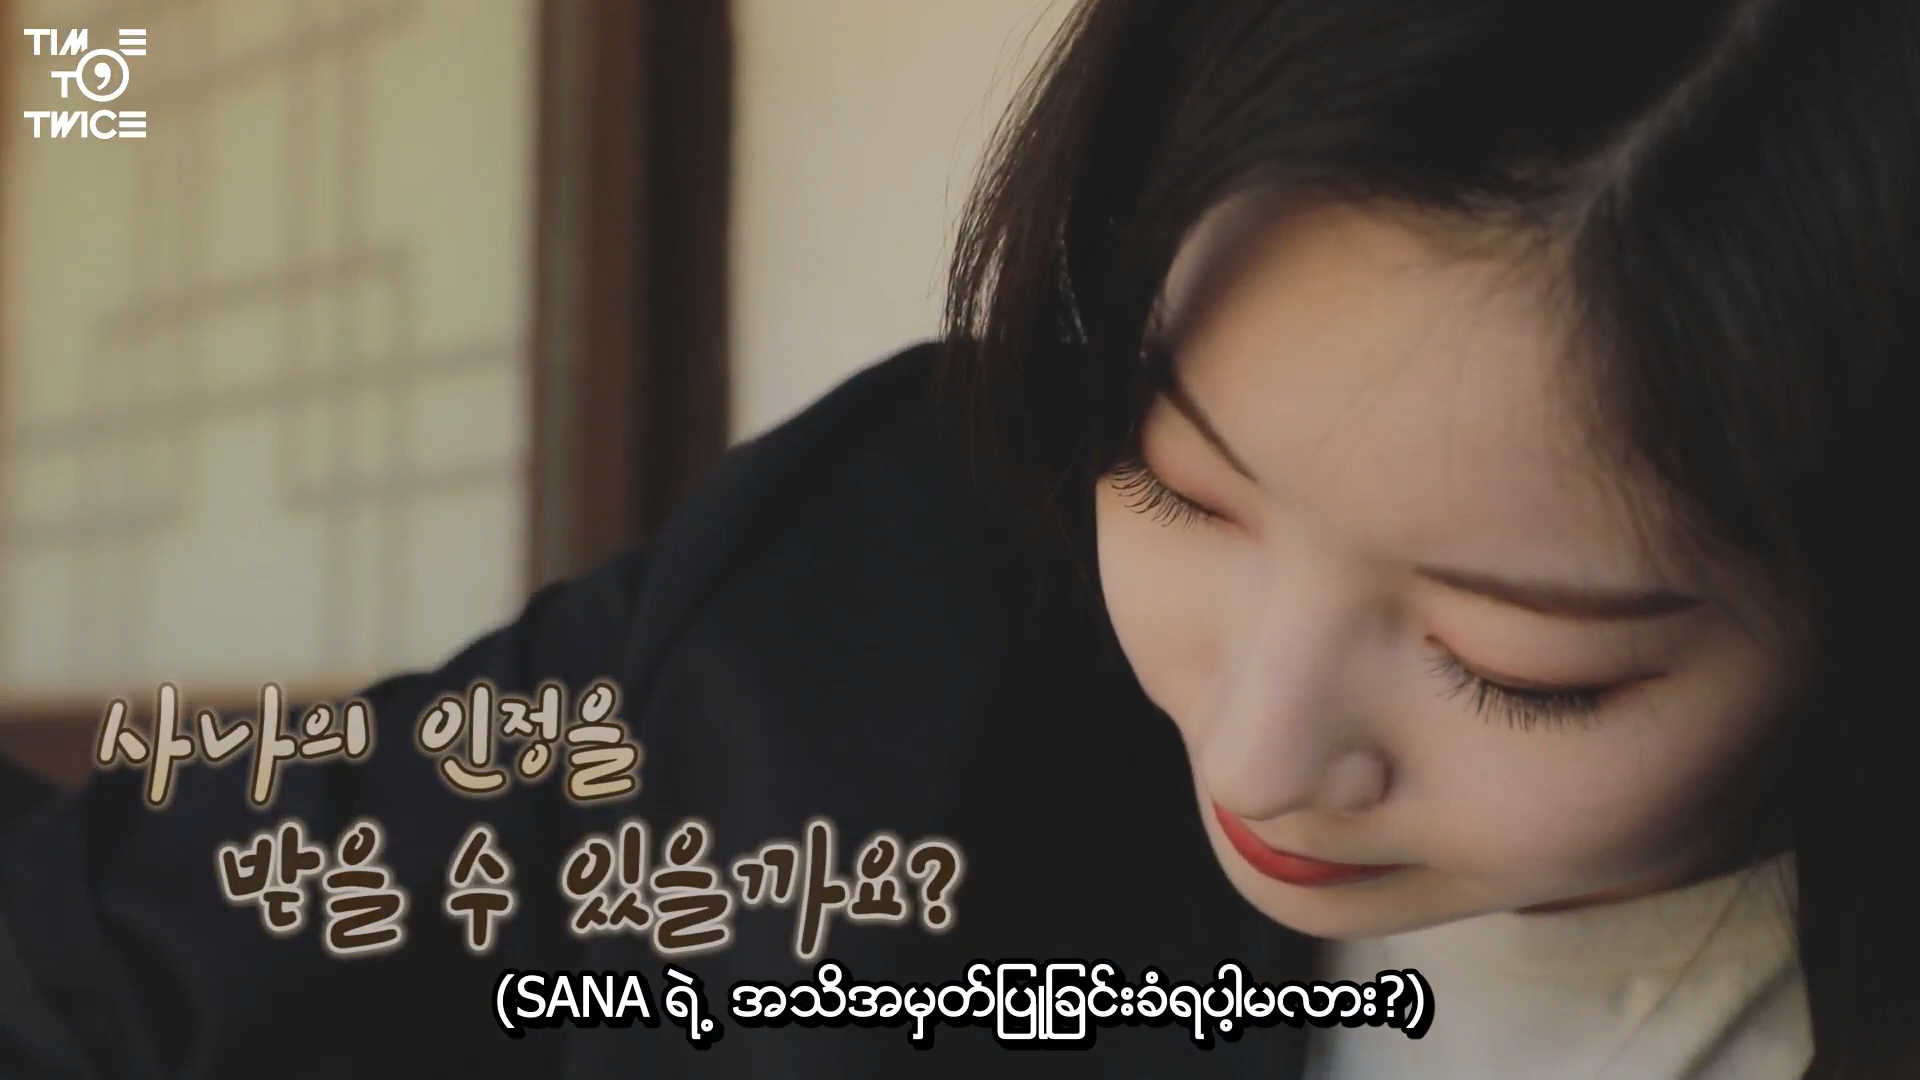 TIME
TO
TWICE
사나의 인정을
받을 수 있을까요?
(SANA ရဲ့ အသိအမှတ်ပြုခြင်းခံရပါ့မလား?)